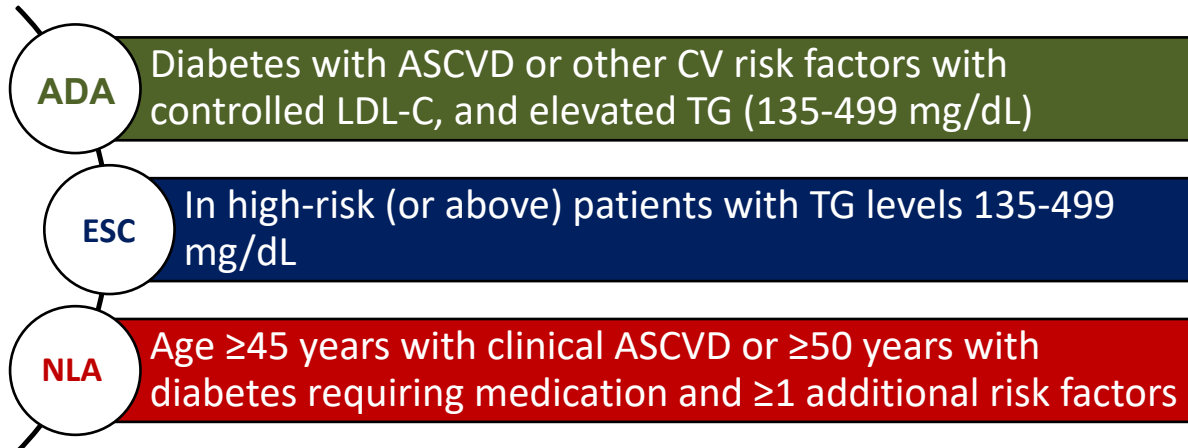 ADA
Diabetes with ASCVD or other CV risk factors with
controlled LDL-C, and elevated TG (135-499 mg/dL)
ESC
In high-risk (or above) patients with TG levels 135-499
mg/dL
NLA
Age ≥45 years with clinical ASCVD or ≥50 years with
diabetes requiring medication and ≥1 additional risk factors